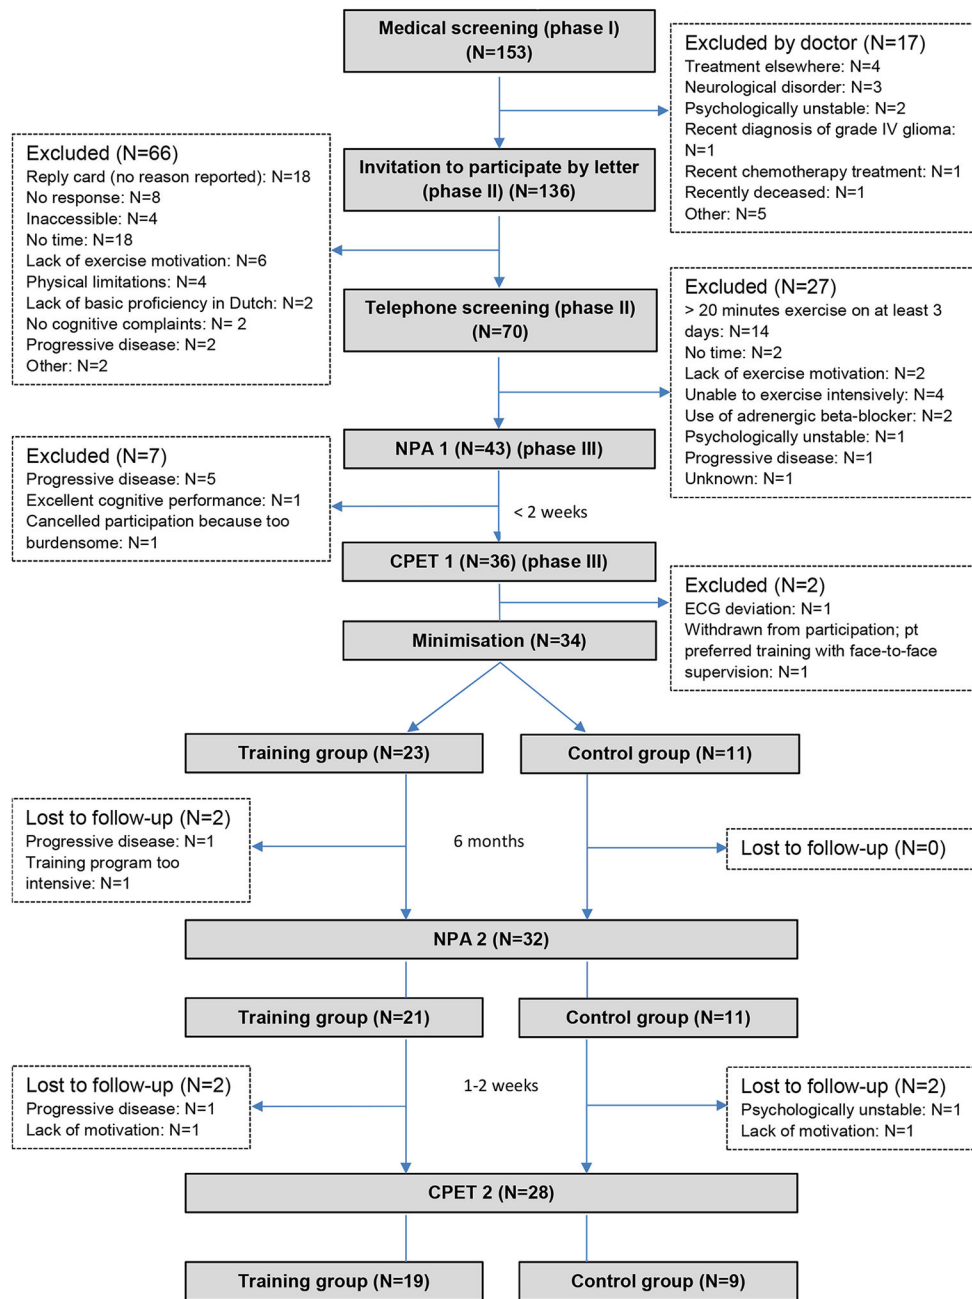 Medical screening (phase I)
(N=153)
Excluded by doctor (N=17)
Treatment elsewhere: N=4
Neurological disorder: N=3
Psychologically unstable: N=2
Recent diagnosis of grade IV glioma:
N=1
Recent chemotherapy treatment: N=1
Recently deceased: N=1
Other: N=5
Invitation to participate by letter
(phase II) (N=136)
Excluded (N=66)
Reply card (no reason reported): N=18
No response: N=8
Inaccessible: N=4
No time: N=18
Lack of exercise motivation: N=6
Physical limitations: N=4
Lack of basic proficiency in Dutch: N=2
No cognitive complaints: N= 2
Progressive disease: N=2
Other: N=2
Telephone screening (phase II)
(N=70)
Excluded (N=27)
> 20 minutes exercise on at least 3
days: N=14
No time: N=2
Lack of exercise motivation: N=2
Unable to exercise intensively: N=4
Use of adrenergic beta-blocker: N=2
Psychologically unstable: N=1
Progressive disease: N=1
Unknown: N=1
NPA 1 (N=43) (phase III)
Excluded (N=7)
Progressive disease: N=5
Excellent cognitive performance: N=1
Cancelled participation because too
burdensome: N=1
< 2 weeks
CPET 1 (N=36) (phase III)
Excluded (N=2)
ECG deviation: N=1
Withdrawn from participation; pt
preferred training with face-to-face
supervision: N=1
Minimisation (N=34)
Training group (N=23)
Control group (N=11)
Lost to follow-up (N=2)
Progressive disease: N=1
Training program too
intensive: N=1
6 months
Lost to follow-up (N=0)
NPA 2 (N=32)
Training group (N=21)
Control group (N=11)
Lost to follow-up (N=2)
Progressive disease: N=1
Lack of motivation: N=1
1-2 weeks
Lost to follow-up (N=2)
Psychologically unstable: N=1
Lack of motivation: N=1
CPET 2 (N=28)
Training group (N=19)
Control group (N=9)